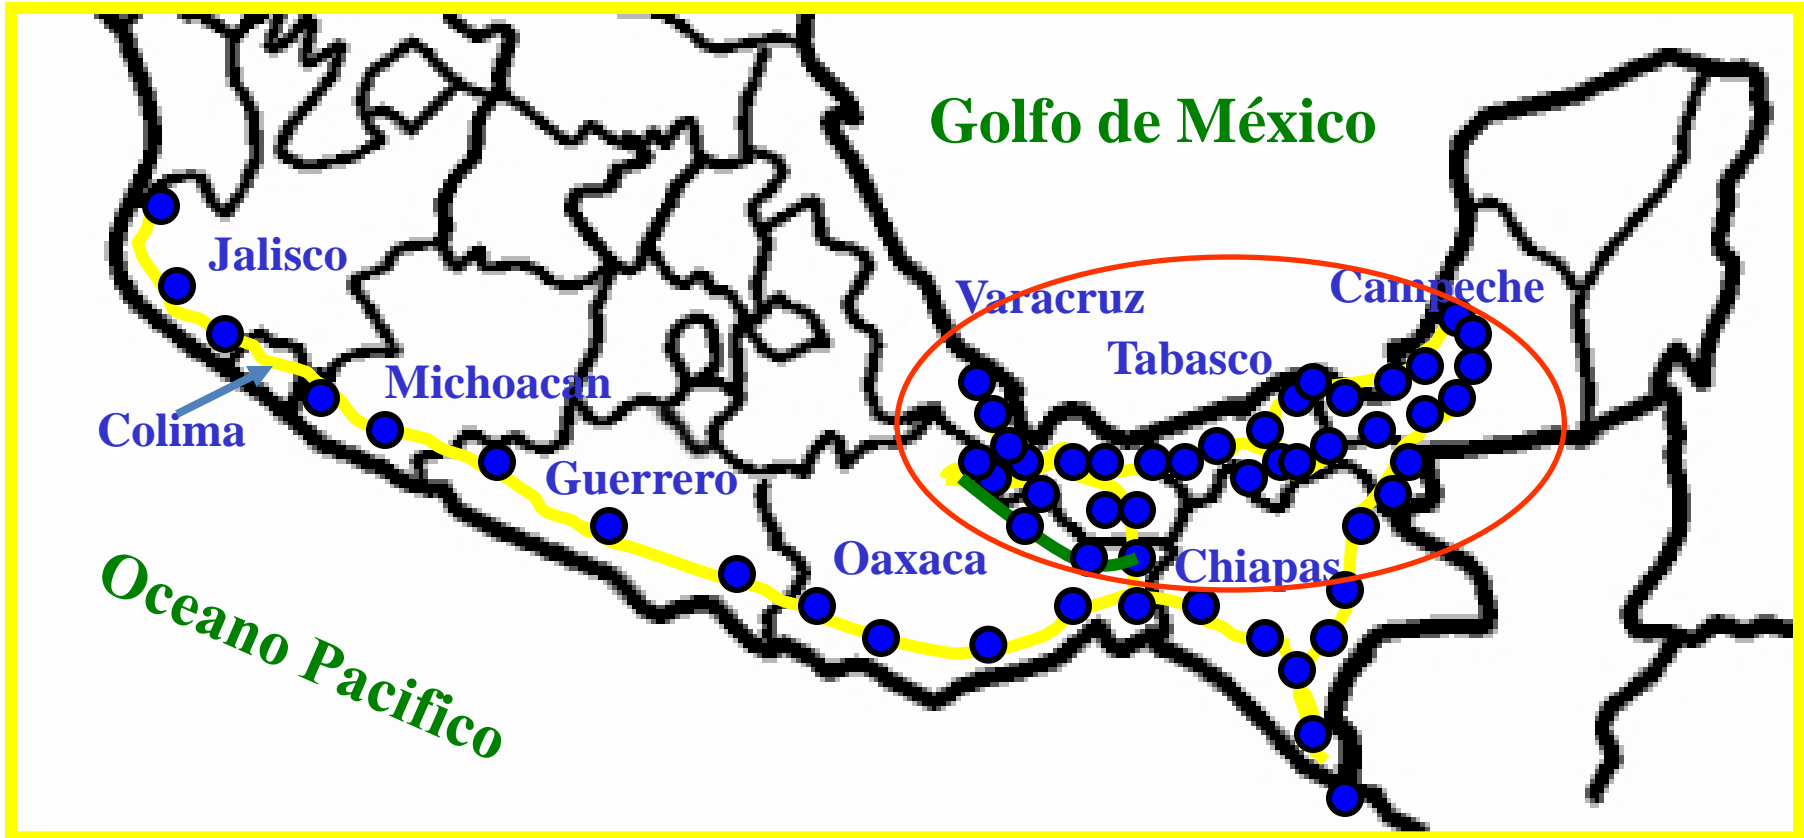 Golfo de México
Jalisco
Varacruz
Campeche
Tabasco
Michoacan
Colima
Guerrero
Oaxaca
Chiapas
Oceano Pacifico